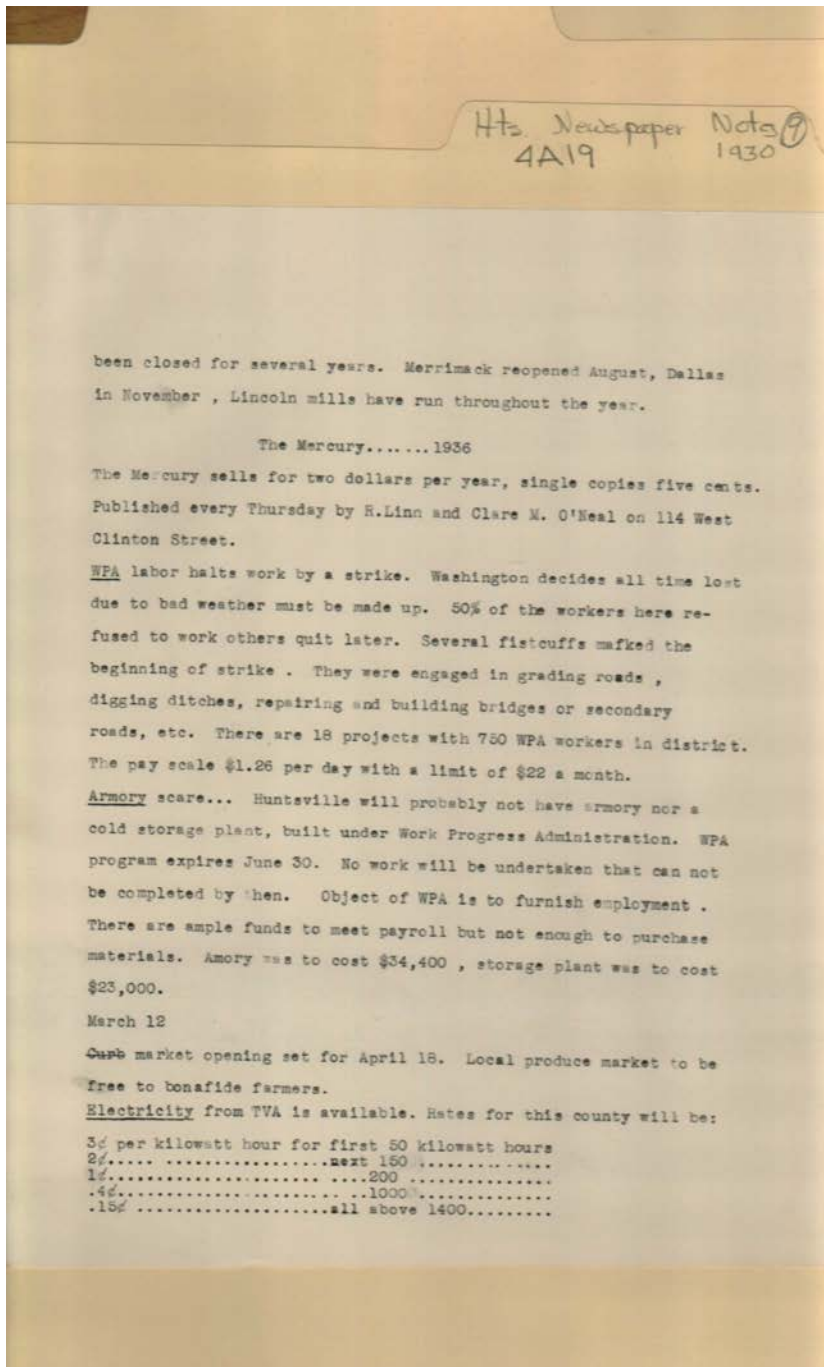 Hts. Newspaper Notes 9
4A19 1930
been closed for several years. Merrimack reopened August, Dallas
in November , Lincoln mills have run throughout the year.
The Mercury.......1936
The Mercury sells for two dollars per year, single copies five cents.
Published every Thursday by R.Linn and Clare M. O'Neal on 114 West
Clinton Street.
WPA labor halts work by a strike. Washington decides all time lost
due to bad weather must be made up. 50% of the workers here re-
fused to work others quit later. Several fistcuffs mafked the
beginning of strike . They were engaged in grading roads ,
digging ditches, repairing and building bridges or secondary
roads, etc. There are 18 projects with 750 WPA workers in district.
The pay scale $1.26 per day with a limit of $22 a month.
Armory scare... Huntsville will probably not have armory nor a
cold storage plant, built under Work Progress Administration. WPA
program expires June 30. No work will be undertaken that can not
be completed by then. Object of WPA is to furnish employment .
There are ample funds to meet payroll but not enough to purchase
materials. Amory was to cost $34,400 , storage plant was to cost
$23,000.
March 12
Curb market opening set for April 18. Local produce market to be
free to bonafide farmers.
Electricity from TVA is available. Rates for this county will be:
3¢ per kilowatt hour for first 50 kilowatt hours
2¢..... .................next 150 .............
1¢...................... ....200 ...............
.4¢...................... ..1000 ..............
.15¢ ....................all above 1400.........